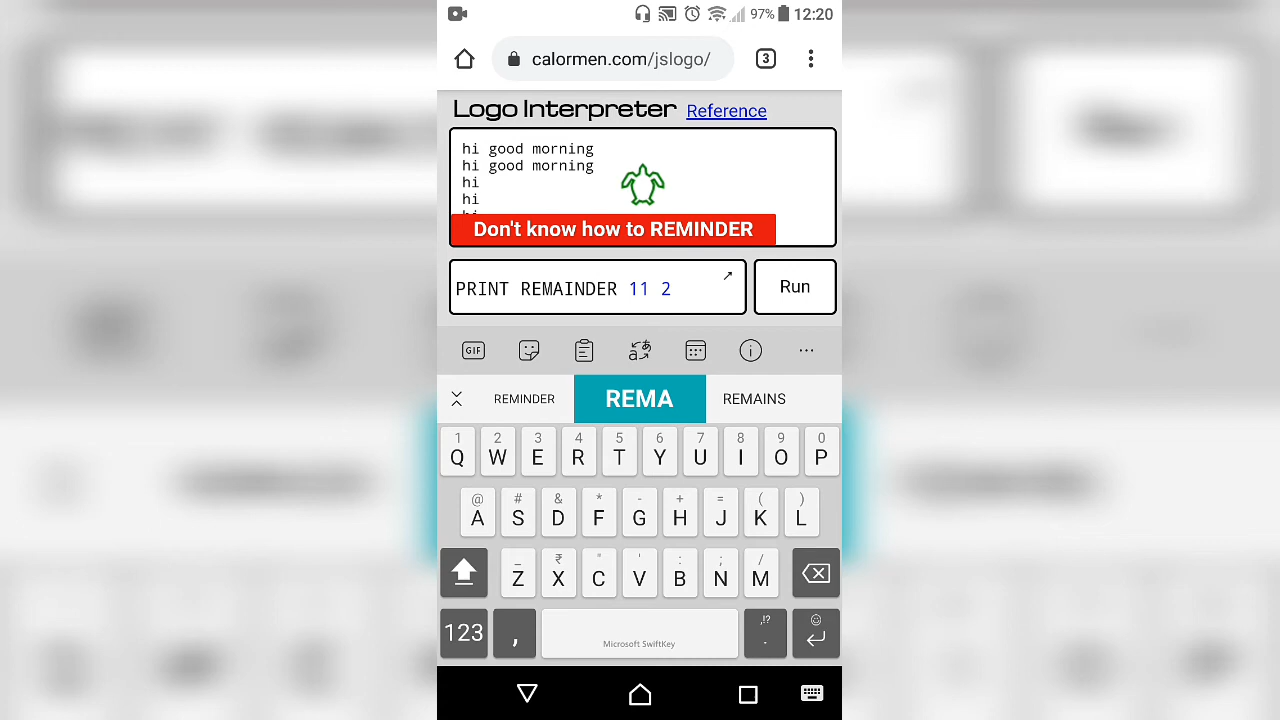 97% 12:20
calormen.com/jslogo/ 3
Logo Interpreter Reference
hi good morning
hi good morning
hi
hi
Don't know how to REMINDER
PRINT REMAINDER 11 2 Run
GIF
REMINDER REMA REMAINS
1 2 3 4 5 6 7 8 9 0
Q W E R T Y U I O P
@ # & * - + = ( )
A S D F G H J K L
_ ₹ " ' : ; /
Z X C V B N M
123 , Microsoft SwiftKey ,!? .